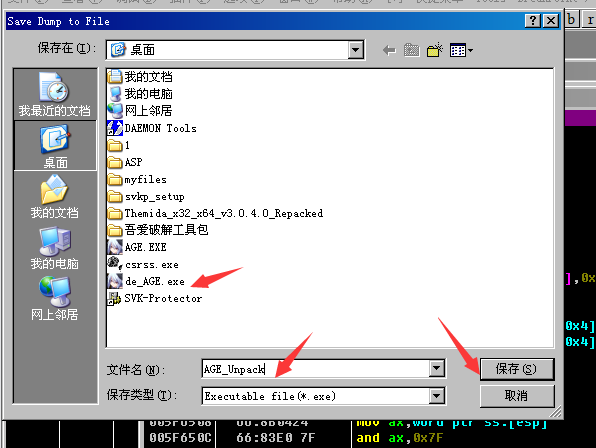 Save Dump to File
保存在(I):
桌面
我的文档
我的电脑
网上邻居
DAEMON Tools
1
ASP
myfiles
svkp_setup
Themida_x32_x64_v3.0.4.0_Repacked
吾爱破解工具包
AGE.EXE
csrss.exe
de_AGE.exe
SVK-Protector
我最近的文档
桌面
我的文档
我的电脑
网上邻居
文件名(N):
AGE_Unpack
保存(S)
保存类型(T):
Executable file(*.exe)
取消
b r
],0x
0x4]
0x4]
005F6508 66:8B0424 mov ax,word ptr ss:[esp]
005F650C 66:83E0 7F and ax,0x7F